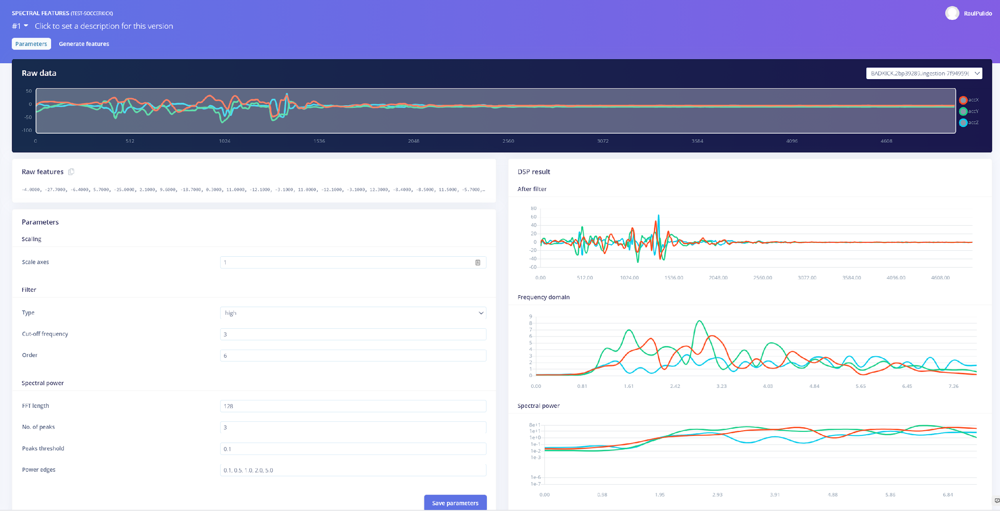 SPECTRAL FEATURES (TEST-SOCCERKICK)
RaulPulido
#1 Click to set a description for this version
Parameters Generate features
Raw data
BADKICK.2bp39289.ingestion-7f949596
50
0
-50
-100
accX
accY
accZ
0 512 1024 1536 2048 2560 3072 3584 4096 4608
Raw features
-4.0000, -27.7000, -6.4000, 5.7000, -25.0000, 2.1000, 9.6000, -18.7000, 0.3000, 11.0000, -12.1000, -3.1000, 11.0000, -12.1000, -3.1000, 12.3000, -8.4000, -8.5000, 11.5000, -5.7000,…
Parameters
Scaling
Scale axes 1
Filter
Type high
Cut-off frequency 3
Order 6
Spectral power
FFT length 128
No. of peaks 3
Peaks threshold 0.1
Power edges 0.1, 0.5, 1.0, 2.0, 5.0
Save parameters
DSP result
After filter
80
60
40
20
0
-20
-40
-60
0.00 512.00 1024.00 1536.00 2048.00 2560.00 3072.00 3584.00 4096.00 4608.00
Frequency domain
9
8
7
6
5
4
3
2
1
0
0.00 0.81 1.61 2.42 3.23 4.03 4.84 5.65 6.45 7.26
Spectral power
8e+1
1e+1
1e+0
1e-1
1e-2
1e-3
1e-6
1e-7
0.00 0.98 1.95 2.93 3.91 4.88 5.86 6.84